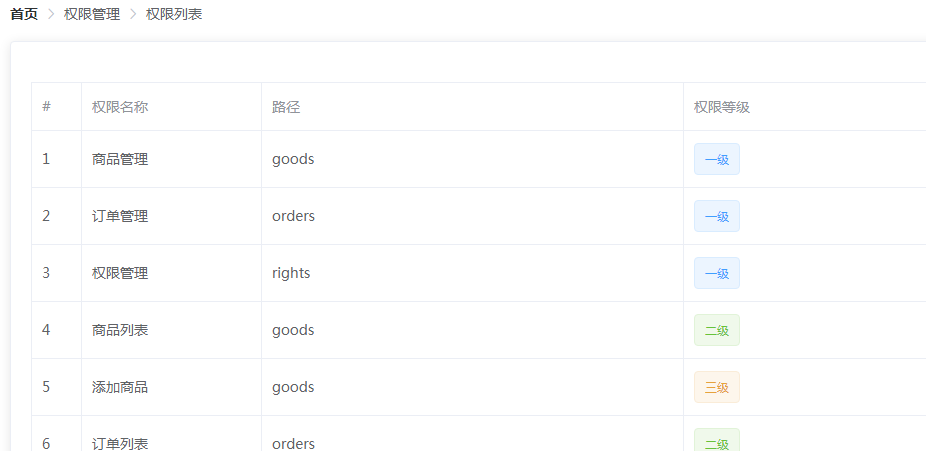 首页 > 权限管理 > 权限列表
# 权限名称 路径 权限等级
1 商品管理 goods 一级
2 订单管理 orders 一级
3 权限管理 rights 一级
4 商品列表 goods 二级
5 添加商品 goods 三级
6 订单列表 orders 二级